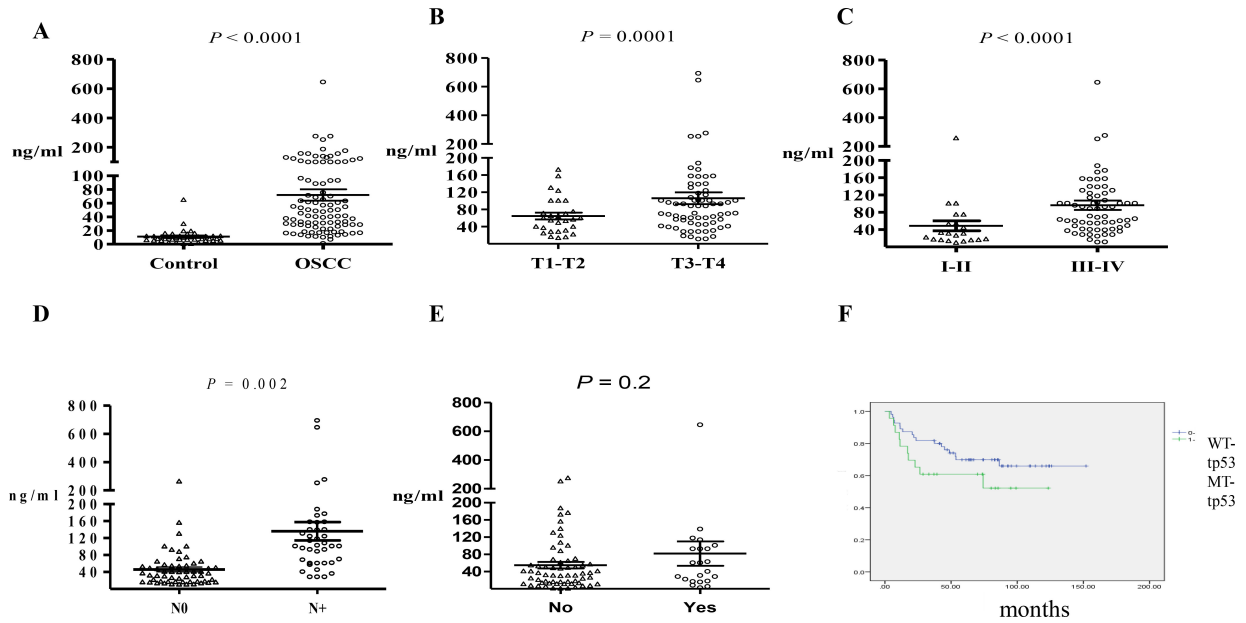 A
P < 0.0001
800
600
400
200
ng/ml
100
80
60
40
20
0
Control
OSCC
B
P = 0.0001
800
600
400
200
ng/ml
200
160
120
80
40
T1-T2
T3-T4
C
P < 0.0001
800
600
400
200
ng/ml
200
160
120
80
40
I-II
III-IV
D
P = 0.002
800
600
400
200
ng/ml
200
160
120
80
40
N0
N+
E
P = 0.2
800
600
400
200
ng/ml
200
160
120
80
40
No
Yes
F
1.0
0.8
0.6
0.4
0.2
0.0
.00
50.00
100.00
150.00
200.00
months
0-
1-
WT-
tp53
MT-
tp53